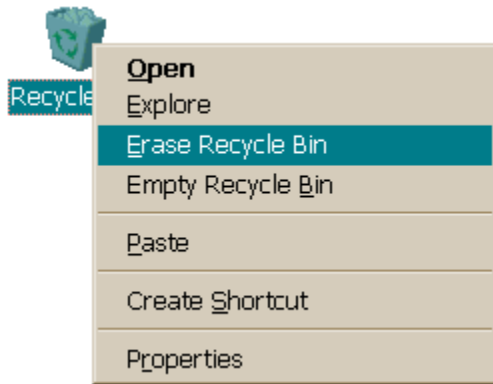 Recycle
Open
Explore
Erase Recycle Bin
Empty Recycle Bin
Paste
Create Shortcut
Properties